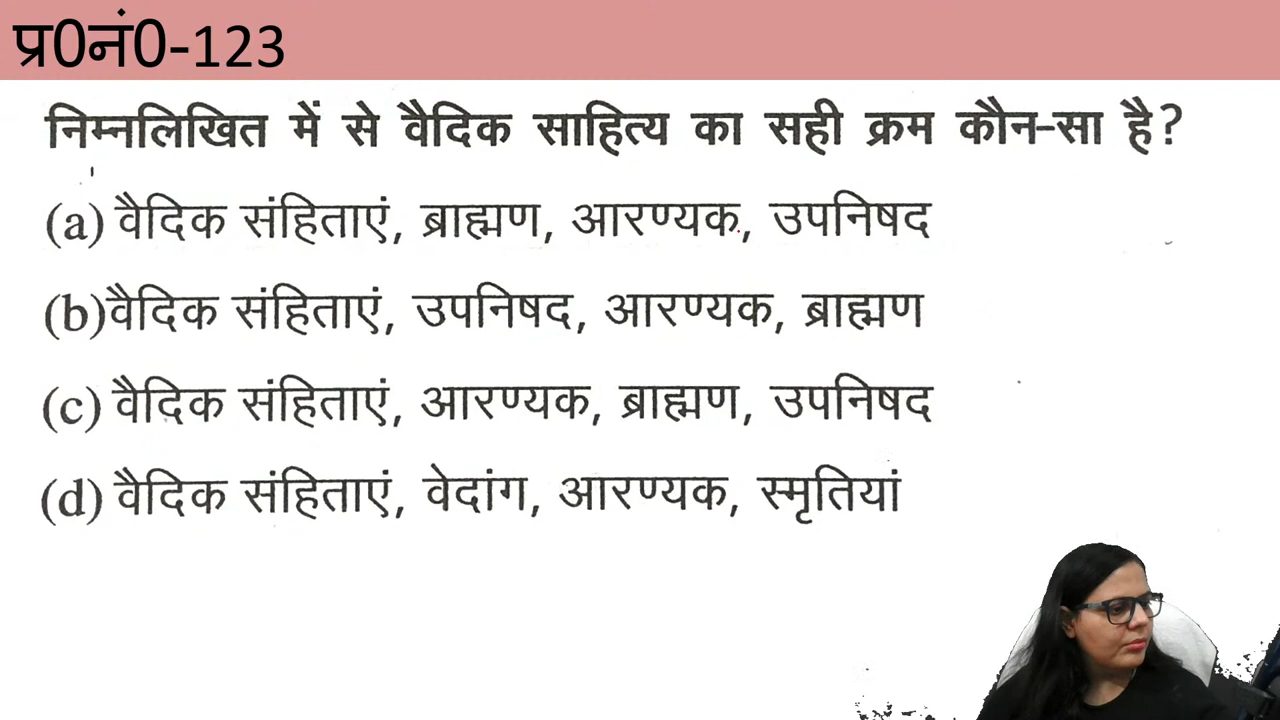 प्र0नं0-123
निम्नलिखित में से वैदिक साहित्य का सही क्रम कौन-सा है?
(a) वैदिक संहिताएं, ब्राह्मण, आरण्यक, उपनिषद
(b)वैदिक संहिताएं, उपनिषद, आरण्यक, ब्राह्मण
(c) वैदिक संहिताएं, आरण्यक, ब्राह्मण, उपनिषद
(d) वैदिक संहिताएं, वेदांग, आरण्यक, स्मृतियां